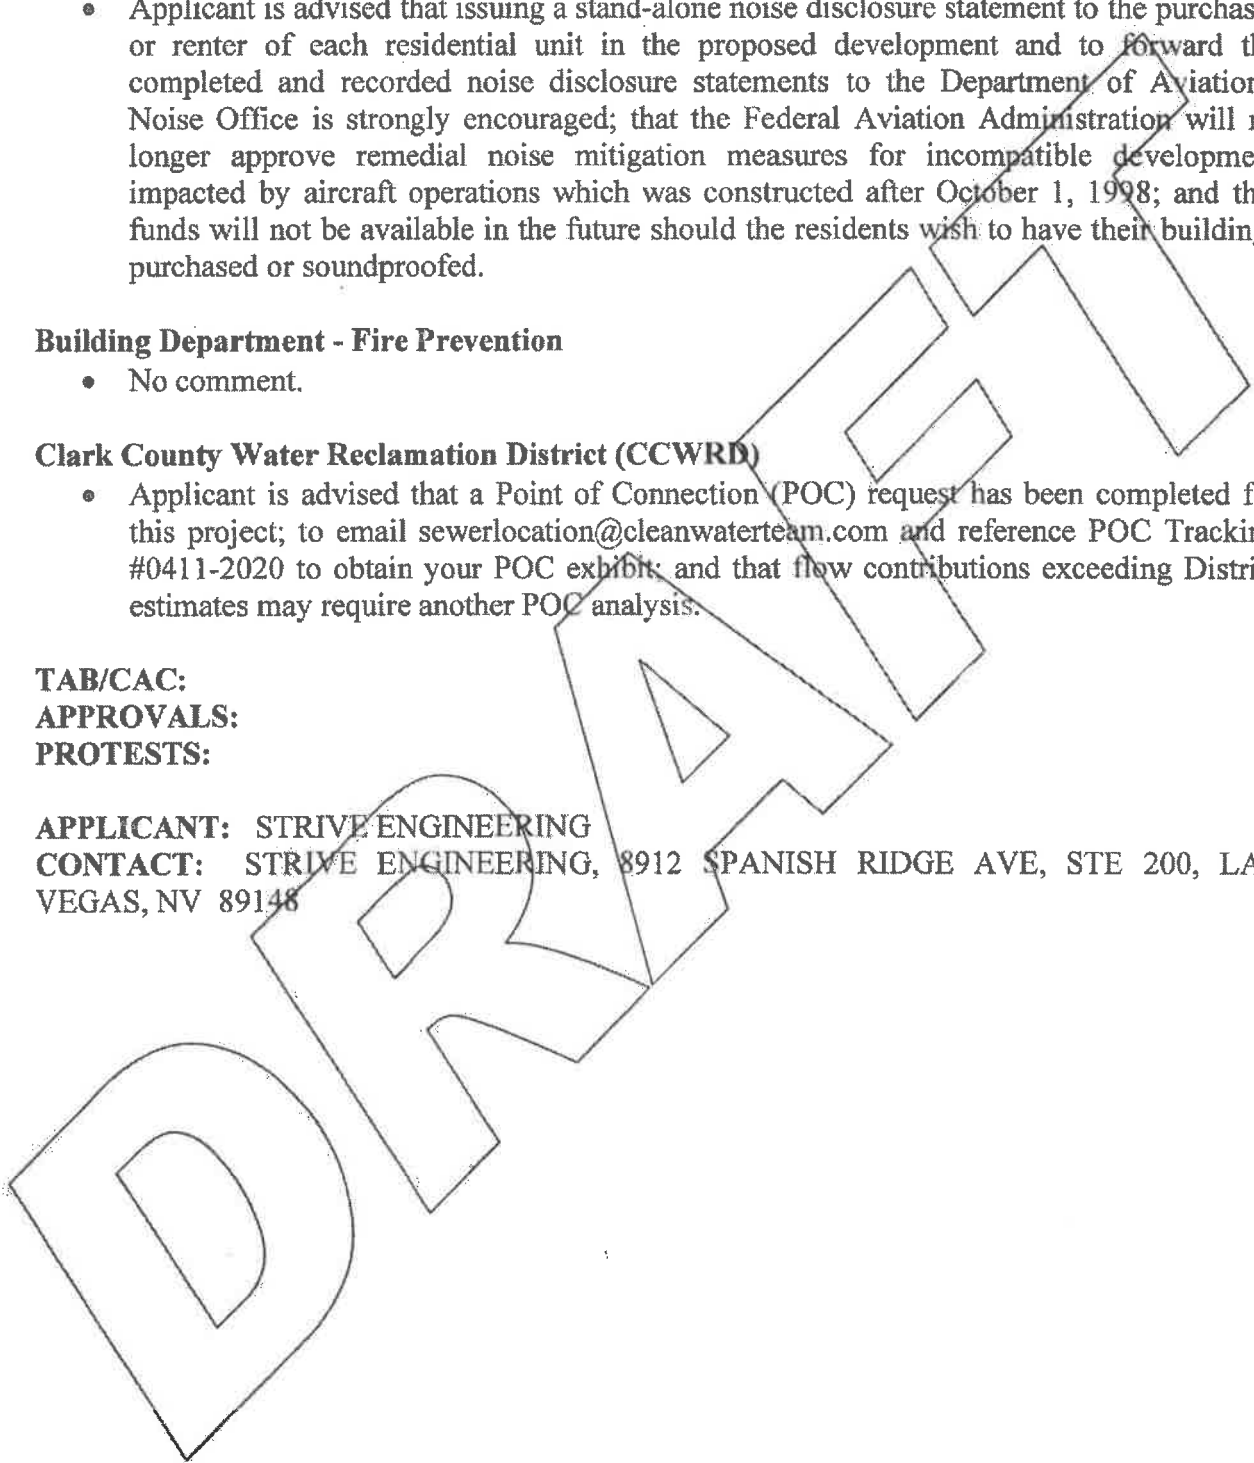 • Applicant is advised that issuing a stand-alone noise disclosure statement to the purchas
or renter of each residential unit in the proposed development and to forward th
completed and recorded noise disclosure statements to the Department of Aviation
Noise Office is strongly encouraged; that the Federal Aviation Administration will n
longer approve remedial noise mitigation measures for incompatible developme
impacted by aircraft operations which was constructed after October 1, 1998; and th
funds will not be available in the future should the residents wish to have their building
purchased or soundproofed.
Building Department - Fire Prevention
• No comment.
Clark County Water Reclamation District (CCWRD)
• Applicant is advised that a Point of Connection (POC) request has been completed f
this project; to email sewerlocation@cleanwaterteam.com and reference POC Trackin
#0411-2020 to obtain your POC exhibit; and that flow contributions exceeding Distri
estimates may require another POC analysis.
TAB/CAC:
APPROVALS:
PROTESTS:
APPLICANT: STRIVE ENGINEERING
CONTACT: STRIVE ENGINEERING, 8912 SPANISH RIDGE AVE, STE 200, LA
VEGAS, NV 89148
DRAFT